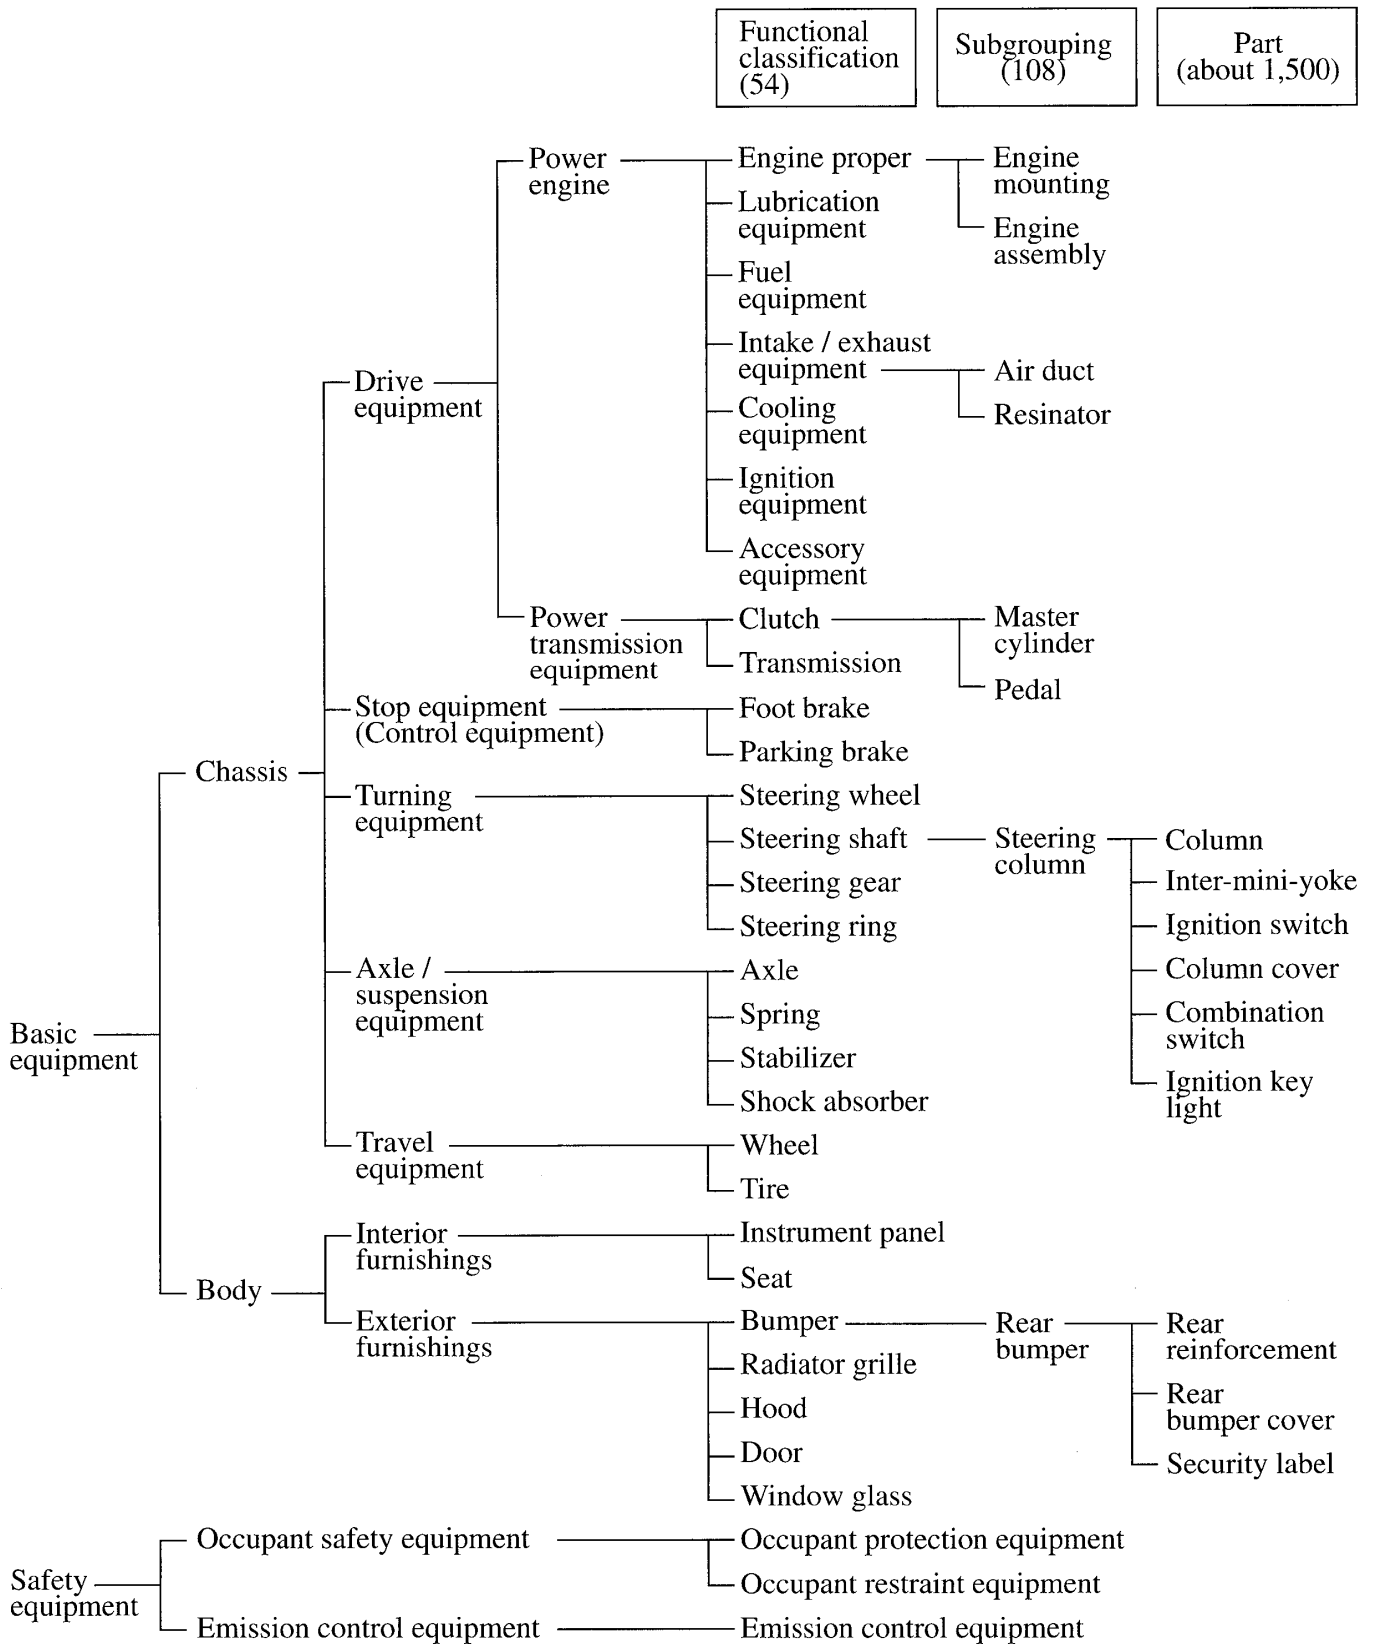 Functional
classification
(54)
Subgrouping
(108)
Part
(about 1,500)
Power
engine
Engine proper
Engine
mounting
Lubrication
equipment
Engine
assembly
Fuel
equipment
Intake / exhaust
equipment
Air duct
Resinator
Drive
equipment
Cooling
equipment
Ignition
equipment
Accessory
equipment
Power
transmission
equipment
Clutch
Master
cylinder
Transmission
Pedal
Stop equipment
(Control equipment)
Foot brake
Parking brake
Chassis
Turning
equipment
Steering wheel
Steering shaft
Steering
column
Column
Inter-mini-yoke
Steering gear
Ignition switch
Steering ring
Column cover
Axle /
suspension
equipment
Axle
Spring
Combination
switch
Basic
equipment
Stabilizer
Shock absorber
Ignition key
light
Travel
equipment
Wheel
Tire
Interior
furnishings
Instrument panel
Seat
Body
Exterior
furnishings
Bumper
Rear
bumper
Rear
reinforcement
Radiator grille
Rear
bumper cover
Hood
Door
Security label
Window glass
Occupant safety equipment
Occupant protection equipment
Safety
equipment
Occupant restraint equipment
Emission control equipment
Emission control equipment